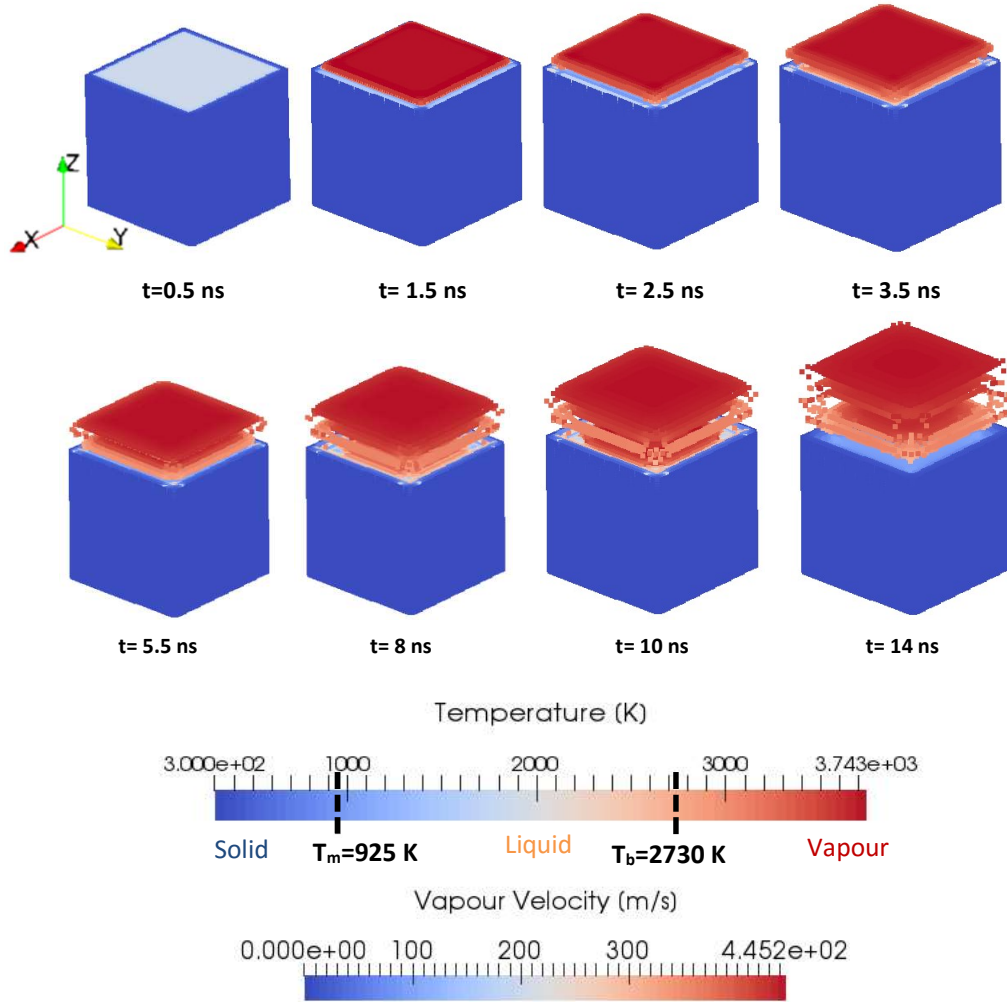 Z
X
Y
t=0.5 ns
t= 1.5 ns
t= 2.5 ns
t= 3.5 ns
t= 5.5 ns
t= 8 ns
t= 10 ns
t= 14 ns
Temperature (K)
3.000e+02 1000 2000 3000 3.743e+03
Solid Tm=925 K Liquid Tb=2730 K Vapour
Vapour Velocity (m/s)
0.000e+00 100 200 300 4.452e+02